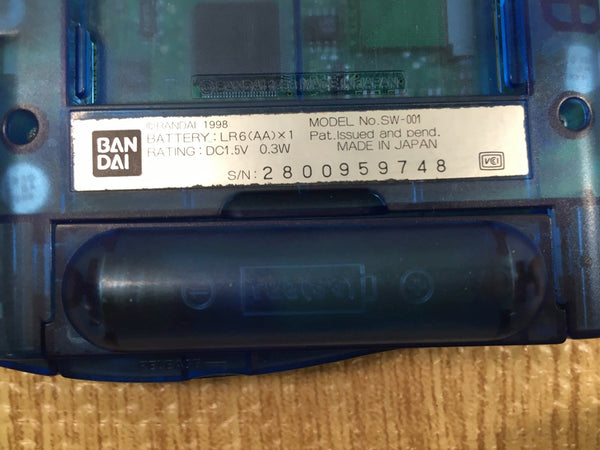 ©BANDAI 1998
BATTERY: LR6(AA)×1
RATING: DC1.5V 0.3W
MODEL No.SW-001
Pat.Issued and pend.
MADE IN JAPAN
BAN
DAI
S/N: 2800959748
VCI